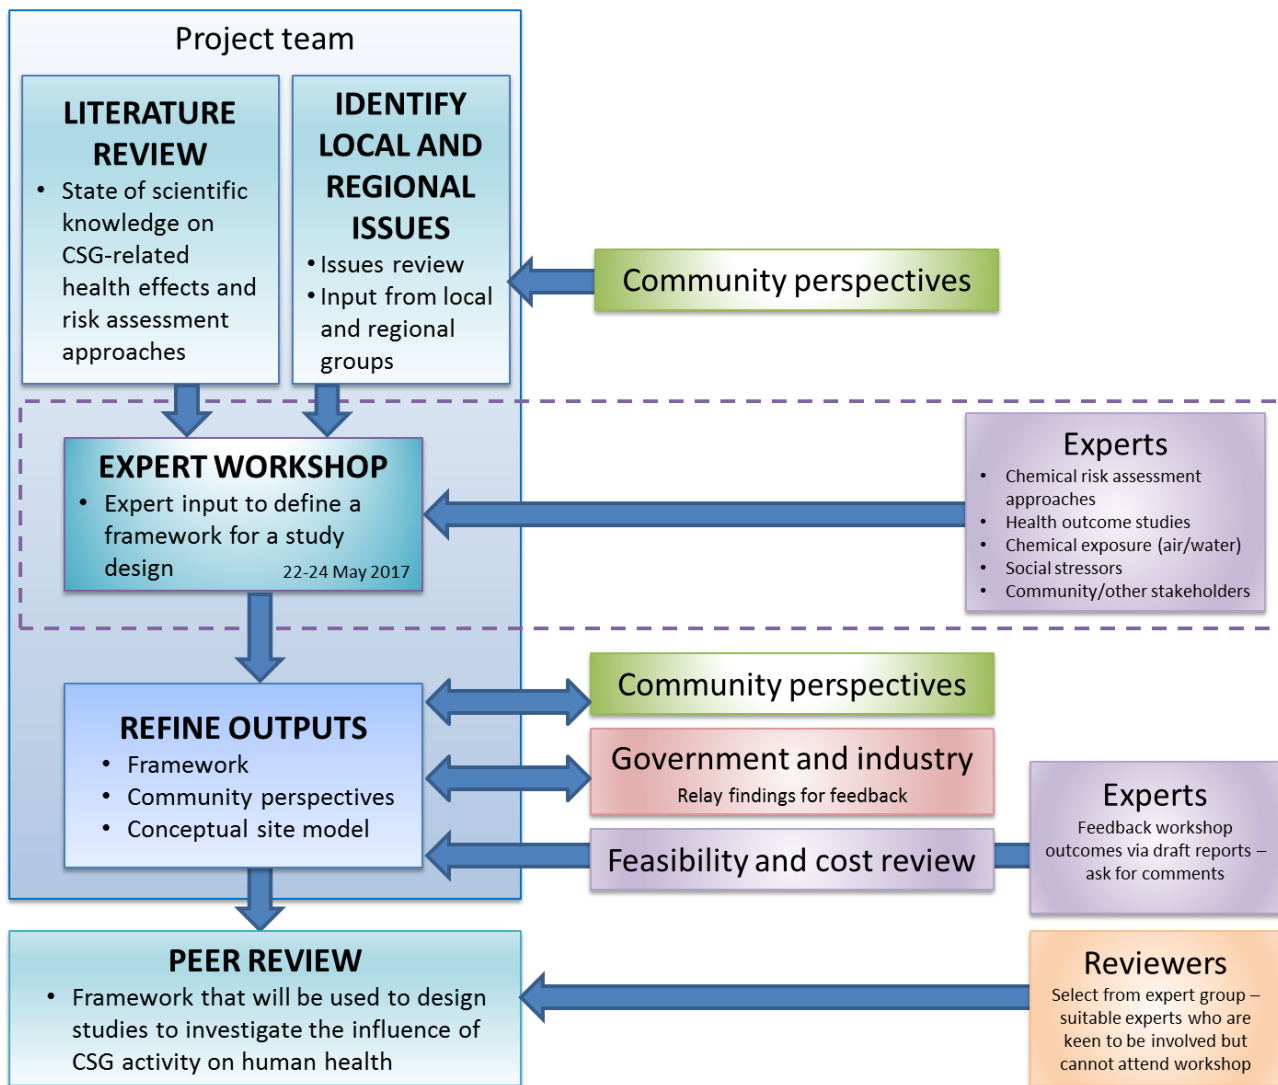 Project team
LITERATURE
REVIEW
• State of scientific
knowledge on
CSG-related
health effects and
risk assessment
approaches
IDENTIFY
LOCAL AND
REGIONAL
ISSUES
• Issues review
• Input from local
and regional
groups
Community perspectives
EXPERT WORKSHOP
• Expert input to define a
framework for a study
design
22-24 May 2017
Experts
• Chemical risk assessment
approaches
• Health outcome studies
• Chemical exposure (air/water)
• Social stressors
• Community/other stakeholders
REFINE OUTPUTS
• Framework
• Community perspectives
• Conceptual site model
Community perspectives
Government and industry
Relay findings for feedback
Feasibility and cost review
Experts
Feedback workshop
outcomes via draft reports –
ask for comments
PEER REVIEW
• Framework that will be used to design
studies to investigate the influence of
CSG activity on human health
Reviewers
Select from expert group –
suitable experts who are
keen to be involved but
cannot attend workshop